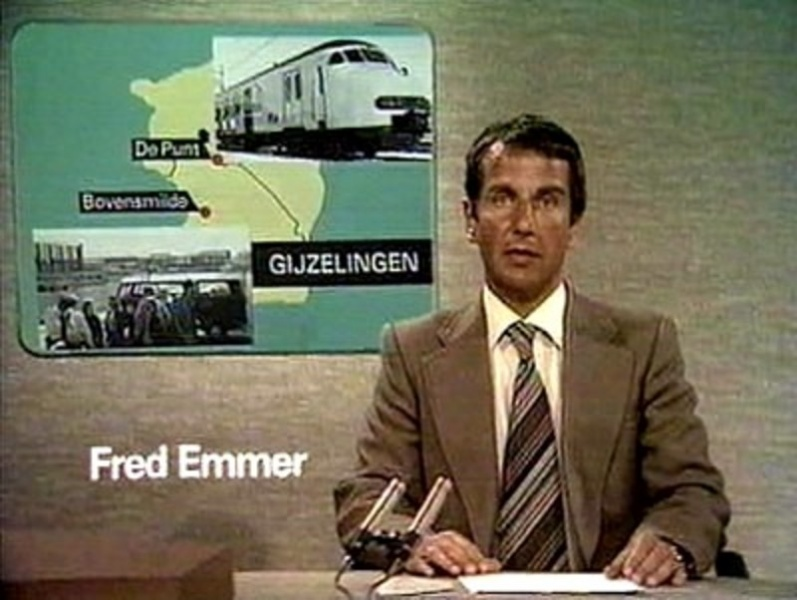 De Punt
Bovensmilde
GIJZELINGEN
Fred Emmer